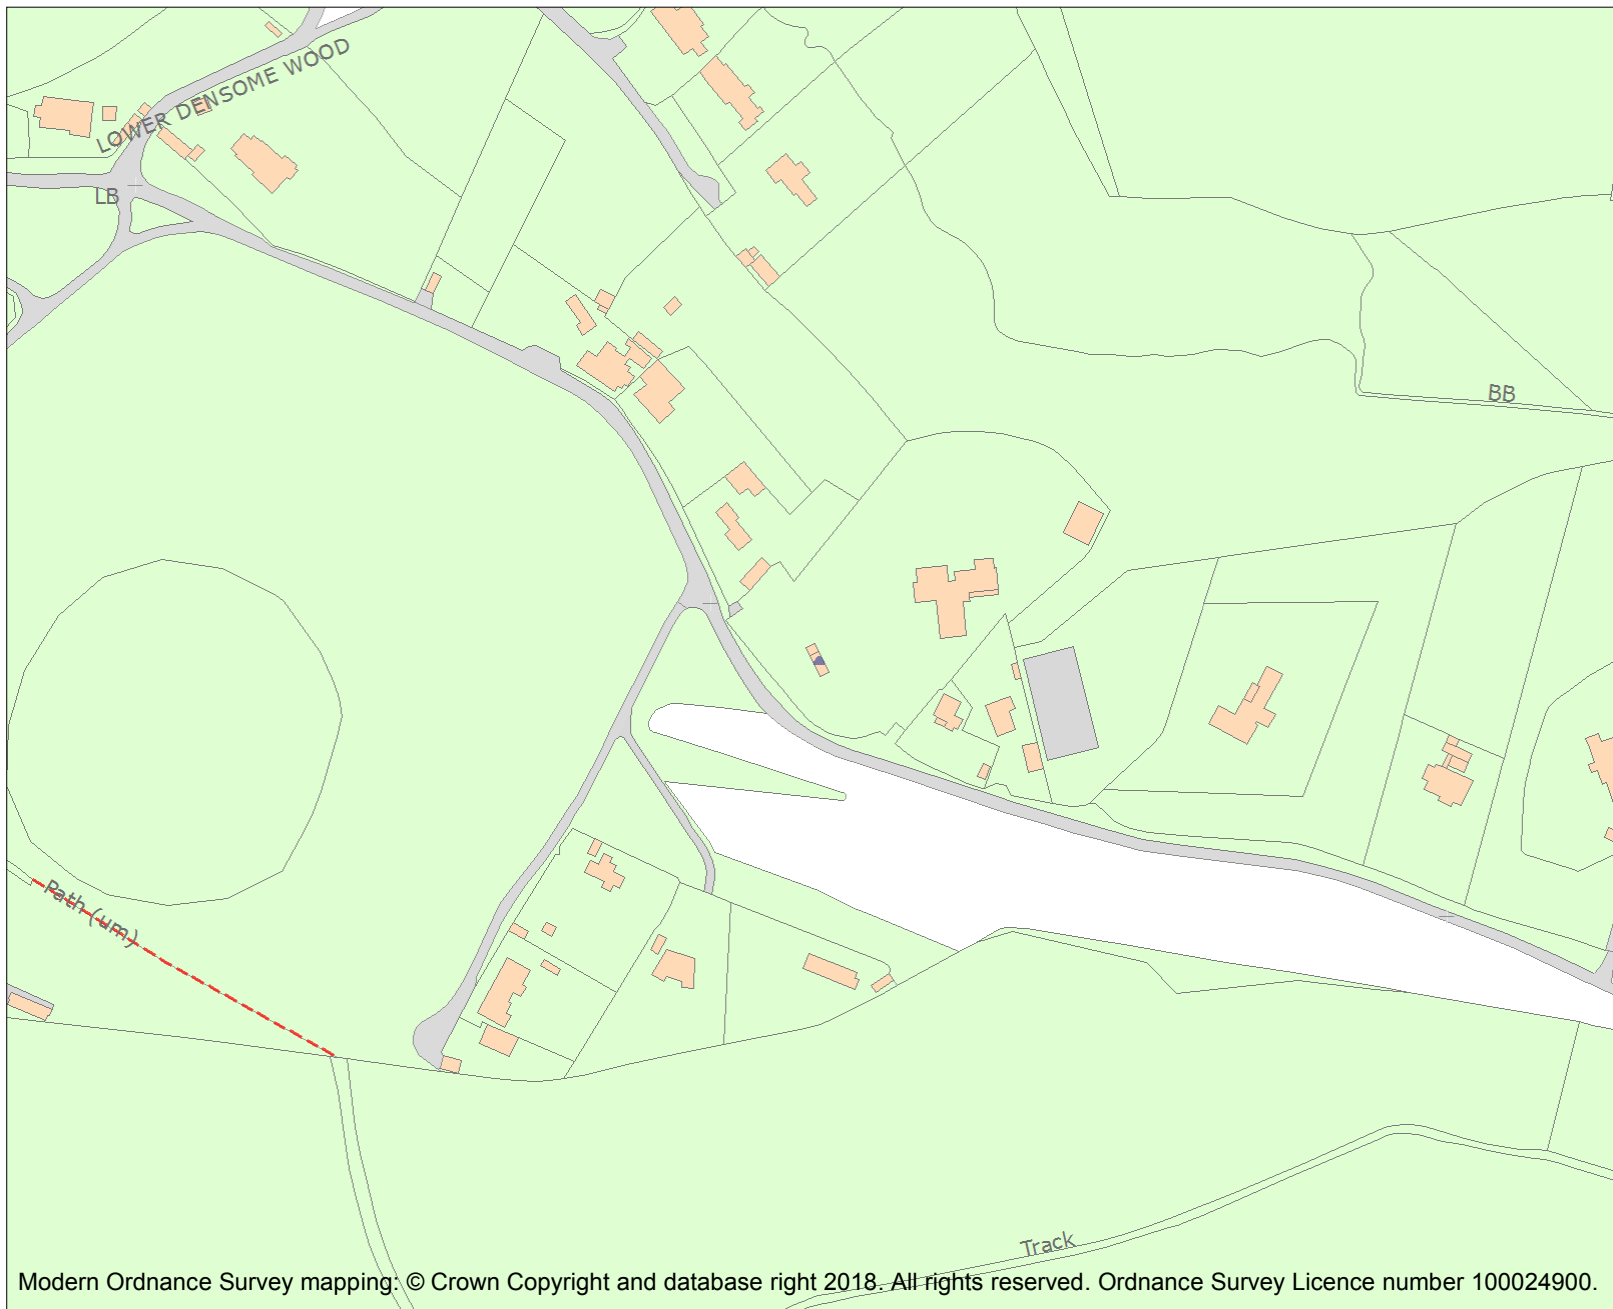 LOWER DENSOME WOOD
LB
BB
Path (um)
Track
Modern Ordnance Survey mapping: © Crown Copyright and database right 2018. All rights reserved. Ordnance Survey Licence number 100024900.